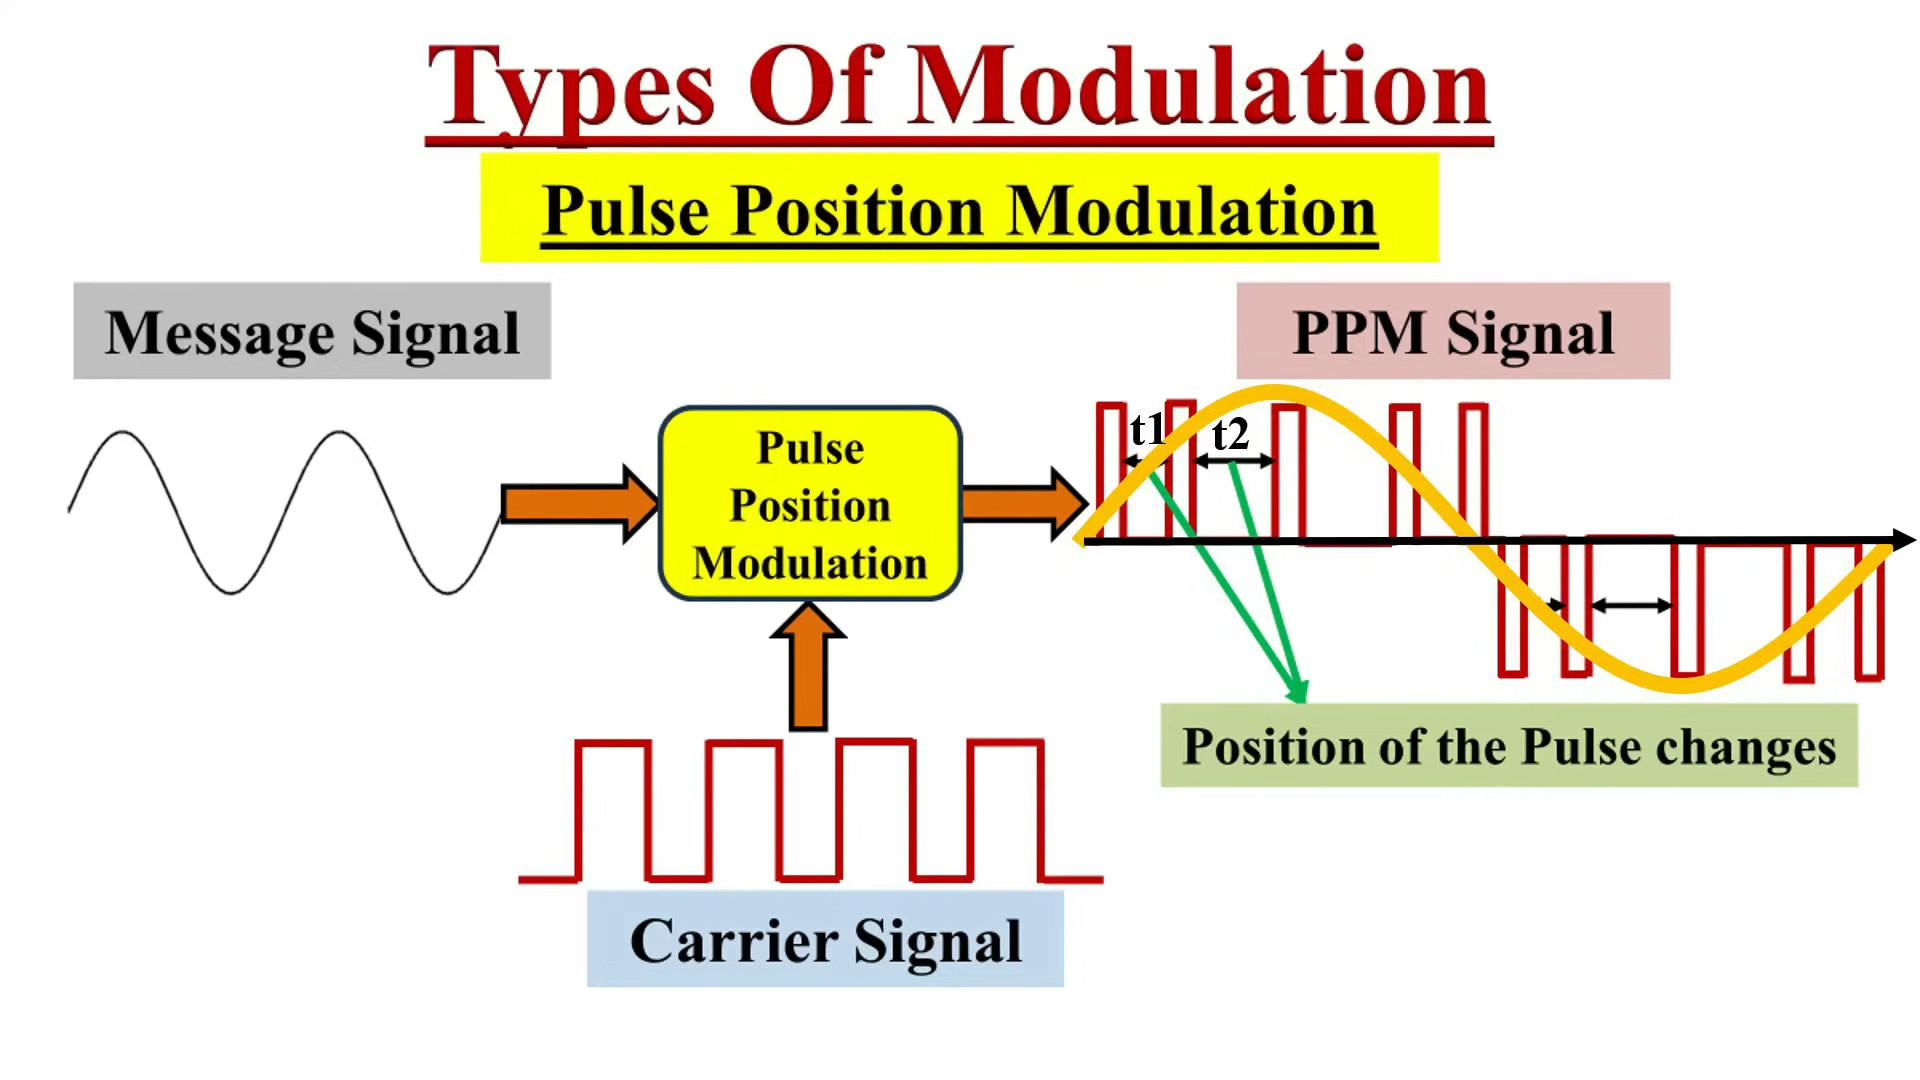 Types Of Modulation
Pulse Position Modulation
Message Signal
PPM Signal
t1
t2
Pulse
Position
Modulation
Position of the Pulse changes
Carrier Signal